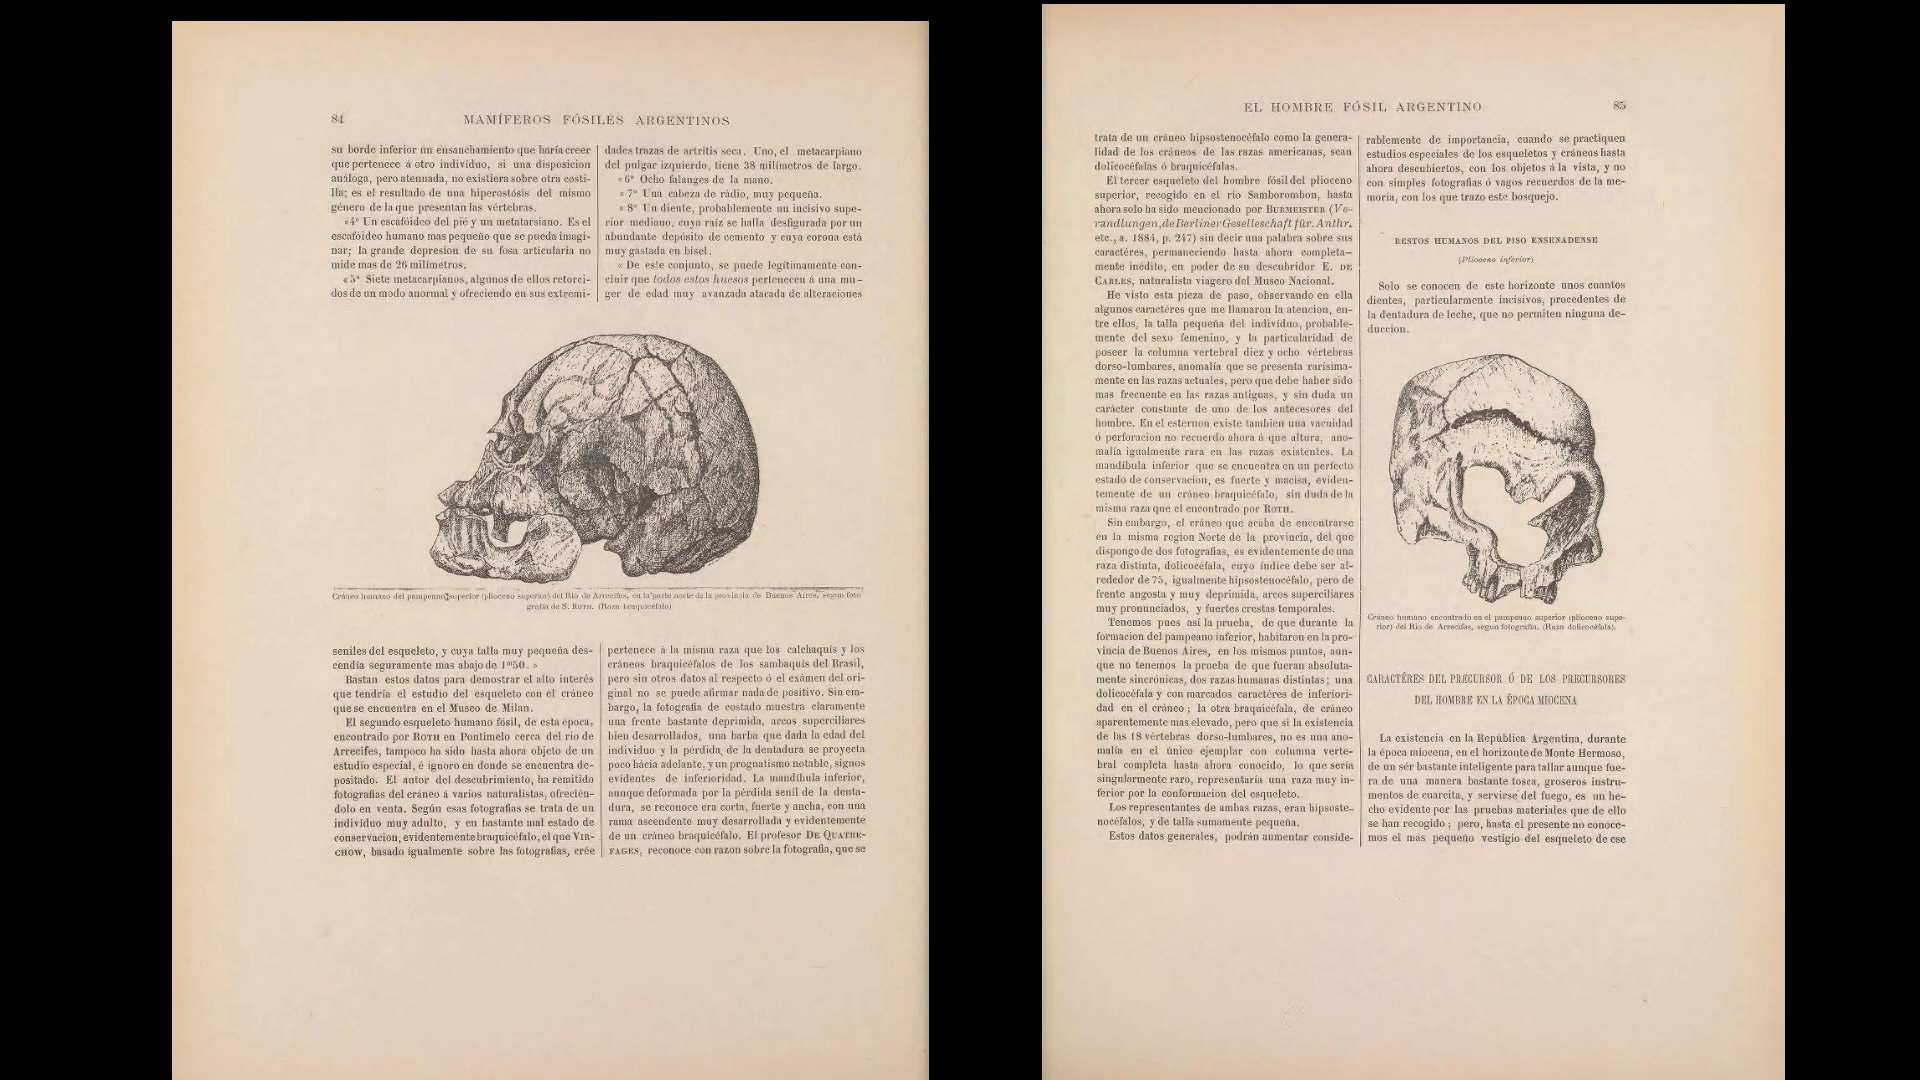 84
MAMÍFEROS FÓSILES ARGENTINOS
su borde inferior un ensanchamiento que haría creer
que pertenece á otro indivíduo, si una disposicion
análoga, pero atenuada, no existiera sobre otra costi-
lla; es el resultado de una hiperostósis del mismo
género de la que presentan las vértebras.
«4º Un escafóideo del pié y un metatarsiano. Es el
escafóideo humano mas pequeño que se pueda imagi-
nar; la grande depresion de su fosa articularia no
mide mas de 26 milímetros.
«5º Siete metacarpianos, algunos de ellos retorci-
dos de un modo anormal y ofreciendo en sus extremi-
dades trazas de artritis seca. Uno, el metacarpiano
del pulgar izquierdo, tiene 38 milímetros de largo.
«6º Ocho falanges de la mano.
«7º Una cabeza de rádio, muy pequeña.
«8º Un diente, probablemente un incisivo supe-
rior mediano, cuya raíz se halla desfigurada por un
abundante depósito de cemento y cuya corona está
muy gastada en bisel.
«De este conjunto, se puede legítimamente con-
cluir que todos estos huesos pertenecen á una mu-
ger de edad muy avanzada atacada de alteraciones
Cráneo humano del pampeano superior (plioceno superior) del Rio de Arrecifes, en la parte norte de la provincia de Buenos Aires, segun foto
grafía de S. ROTH. (Raza braquicéfalo)
seniles del esqueleto, y cuya talla muy pequeña des-
cendía seguramente mas abajo de 1m50. »
Bastan estos datos para demostrar el alto interés
que tendría el estudio del esqueleto con el cráneo
que se encuentra en el Museo de Milan.
El segundo esqueleto humano fósil, de esta época,
encontrado por ROTH en Pontimelo cerca del rio de
Arrecifes, tampoco ha sido hasta ahora objeto de un
estudio especial, é ignoro en donde se encuentra de-
positado. El autor del descubrimiento, ha remitido
fotografías del cráneo á varios naturalistas, ofrecién-
dolo en venta. Según esas fotografías se trata de un
indivíduo muy adulto, y en bastante mal estado de
conservacion, evidentemente braquicéfalo, el que VIR-
CHOW, basado igualmente sobre las fotografías, crée
pertenece á la misma raza que los calchaquís y los
cráneos braquicéfalos de los sambaquís del Brasil,
pero sin otros datos al respecto ó el exámen del ori-
ginal no se puede afirmar nada de positivo. Sin em-
bargo, la fotografía de costado muestra claramente
una frente bastante deprimida, arcos superciliares
bien desarrollados, una barba que dada la edad del
individuo y la pérdida de la dentadura se proyecta
poco hácia adelante, y un prognatismo notable, signos
evidentes de inferioridad. La mandíbula inferior,
aunque deformada por la pérdida senil de la denta-
dura, se reconoce era corta, fuerte y ancha, con una
rama ascendente muy desarrollada y evidentemente
de un cráneo braquicéfalo. El profesor DE QUATRE-
FAGES, reconoce con razon sobre la fotografía, que se
EL HOMBRE FÓSIL ARGENTINO
85
trata de un cráneo hipsostenocéfalo como la genera-
lidad de los cráneos de las razas americanas, sean
dolicocéfalas ó braquicéfalas.
El tercer esqueleto del hombre fósil del plioceno
superior, recogido en el rio Samborombon, hasta
ahora solo ha sido mencionado por BURMEISTER (Ve-
randlungen, de Berliner Geselleschaft für. Anthr.
etc., a. 1884, p. 247) sin decir una palabra sobre sus
caractéres, permaneciendo hasta ahora completa-
mente inédito, en poder de su descubridor E. DE
CARLES, naturalista viagero del Museo Nacional.
He visto esta pieza de paso, observando en ella
algunos caractéres que me llamaron la atencion, en-
tre ellos, la talla pequeña del indivíduo, probable-
mente del sexo femenino, y la particularidad de
poseer la columna vertebral diez y ocho vértebras
dorso-lumbares, anomalía que se presenta rarísima-
mente en las razas actuales, pero que debe haber sido
mas frecuente en las razas antiguas, y sin duda un
carácter constante de uno de los antecesores del
hombre. En el esternon existe tambien una vacuidad
ó perforacion no recuerdo ahora á que altura, ano-
malía igualmente rara en las razas existentes. La
mandíbula inferior que se encuentra en un perfecto
estado de conservacion, es fuerte y macisa, eviden-
temente de un cráneo braquicéfalo, sin duda de la
misma raza que el encontrado por ROTH.
Sin embargo, el cráneo que acaba de encontrarse
en la misma region Norte de la provincia, del que
dispongo de dos fotografías, es evidentemente de una
raza distinta, dolicocéfala, cuyo índice debe ser al-
rededor de 75, igualmente hipsostenocéfalo, pero de
frente angosta y muy deprimida, arcos superciliares
muy pronunciados, y fuertes crestas temporales.
Tenemos pues así la prueba, de que durante la
formacion del pampeano inferior, habitaron en la pro-
vincia de Buenos Aires, en los mismos puntos, aun-
que no tenemos la prueba de que fueran absoluta-
mente sincrónicas, dos razas humanas distintas; una
dolicocéfala y con marcados caractéres de inferiori-
dad en el cráneo; la otra braquicéfala, de cráneo
aparentemente mas elevado, pero que si la existencia
de las 18 vértebras dorso-lumbares, no es una ano-
malía en el único ejemplar con columna verte-
bral completa hasta ahora conocido, lo que sería
singularmente raro, representaría una raza muy in-
ferior por la conformacion del esqueleto.
Los representantes de ambas razas, eran hipsoste-
nocéfalos, y de talla sumamente pequeña.
Estos datos generales, podrán aumentar conside-
rablemente de importancia, cuando se practiquen
estudios especiales de los esqueletos y cráneos hasta
ahora descubiertos, con los objetos á la vista, y no
con simples fotografías ó vagos recuerdos de la me-
moria, con los que trazo este bosquejo.
RESTOS HUMANOS DEL PISO ENSENADENSE
(Plioceno inferior)
Solo se conocen de este horizonte unos cuantos
dientes, particularmente incisivos, procedentes de
la dentadura de leche, que no permiten ninguna de-
duccion.
Cráneo humano encontrado en el pampeano superior (plioceno supe-
rior) del Rio de Arrecifes, segun fotografía. (Raza dolicocéfala).
CARACTÉRES DEL PRECURSOR Ó DE LOS PRECURSORES
DEL HOMBRE EN LA ÉPOCA MIOCENA
La existencia en la República Argentina, durante
la época miocena, en el horizonte de Monte Hermoso,
de un sér bastante inteligente para tallar aunque fue-
ra de una manera bastante tosca, groseros instru-
mentos de cuarcita, y servirse del fuego, es un he-
cho evidente por las pruebas materiales que de ello
se han recogido; pero, hasta el presente no conoce-
mos el más pequeño vestigio del esqueleto de ese